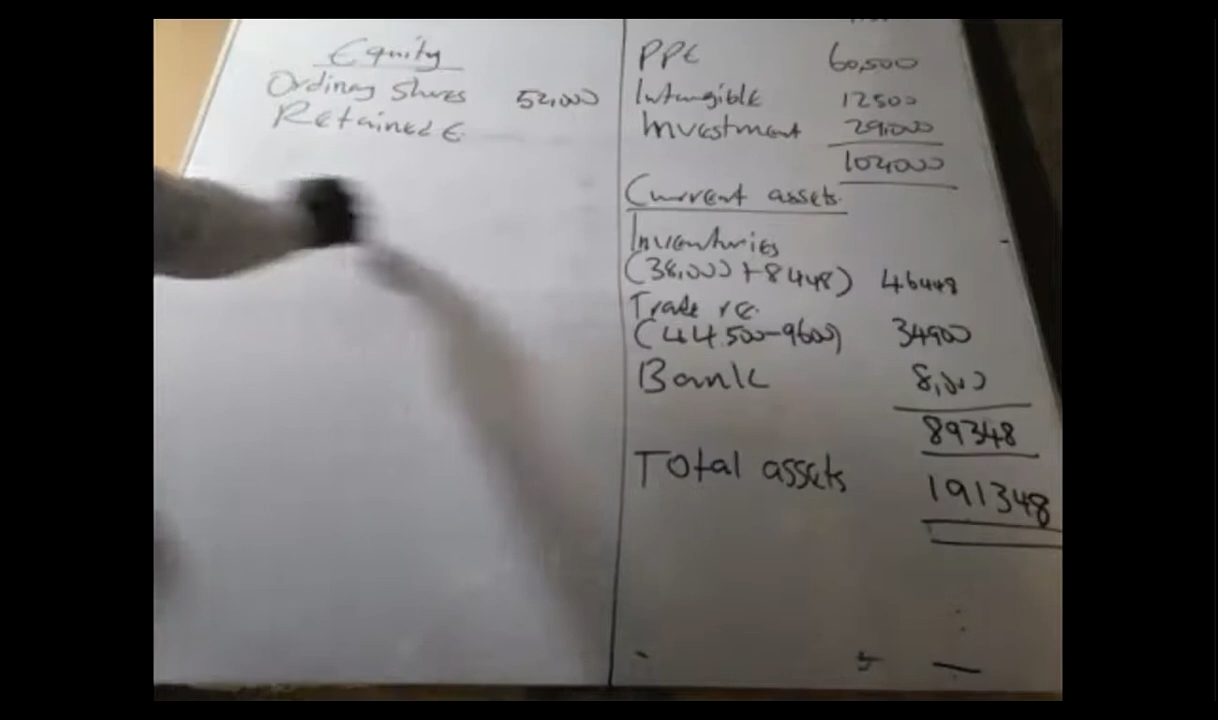 Equity
Ordinary Shares 52,000
Retained E
PPE 60,500
Intangible 12500
Investment 29,000
102000
Current assets
Inventories
(38,000+8448) 46448
Trade re.
(44.500-9600) 34900
Bank 8,000
89348
Total assets 191348